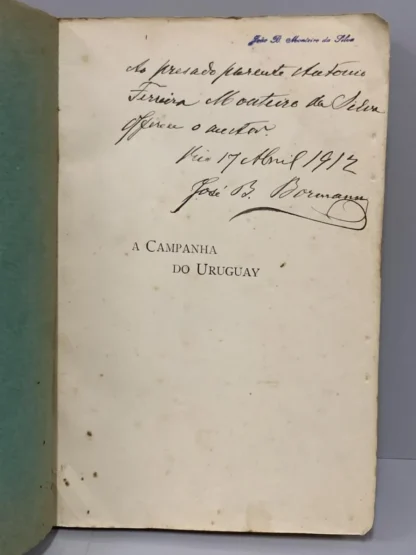 João B. Monteiro da Silva
Ao presado parente Antonio
Ferreira Monteiro da Silva
offerece o auctor.
Rio 17 Abril 1912
José B. Bormann
A CAMPANHA
DO URUGUAY